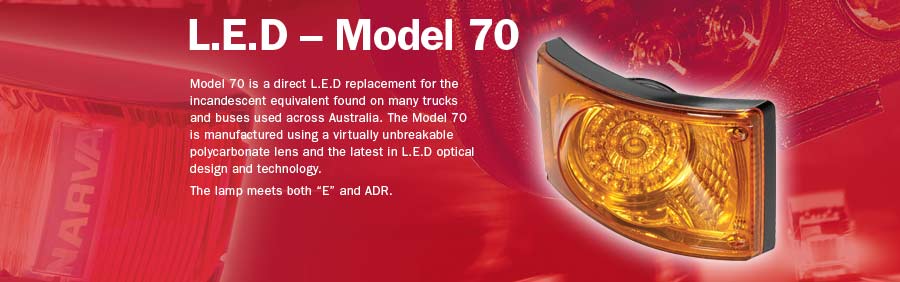 L.E.D – Model 70
Model 70 is a direct L.E.D replacement for the
incandescent equivalent found on many trucks
and buses used across Australia. The Model 70
is manufactured using a virtually unbreakable
polycarbonate lens and the latest in L.E.D optical
design and technology.
The lamp meets both “E” and ADR.
NARVA